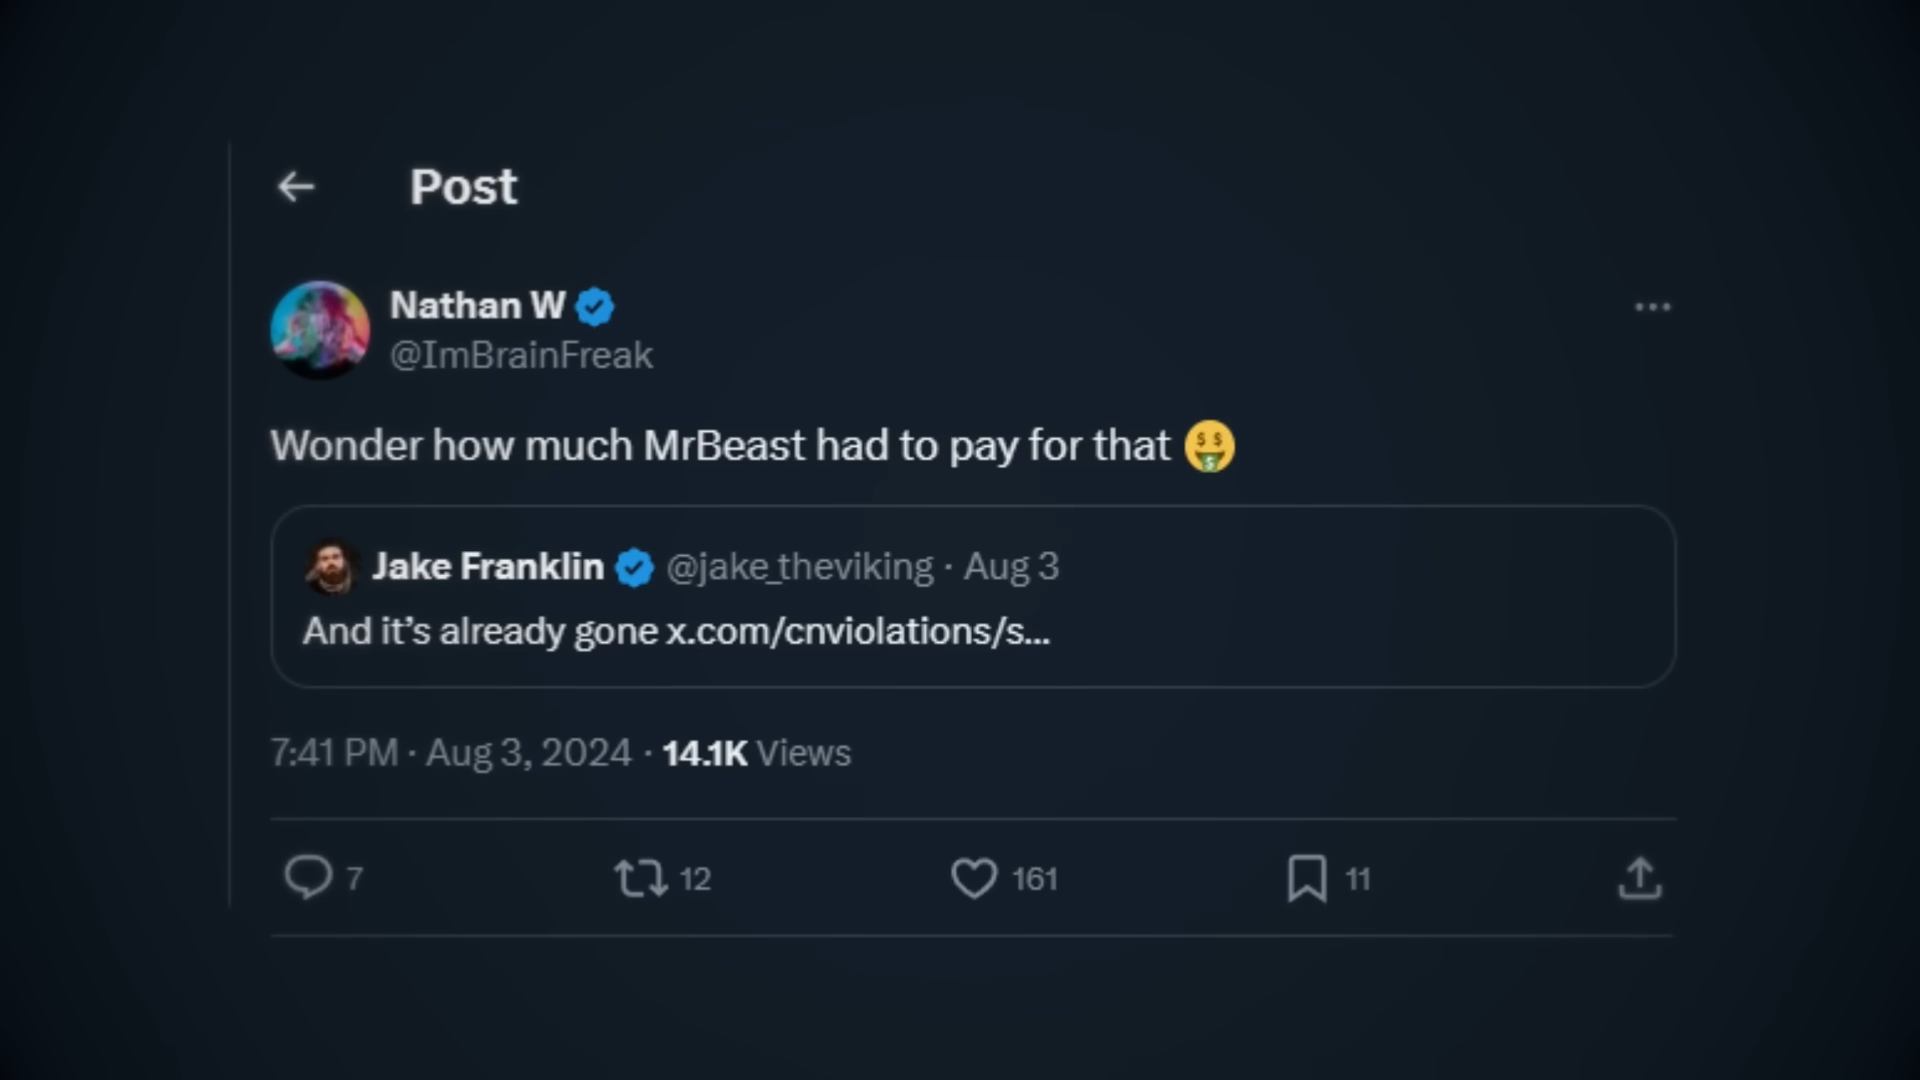 Post
Nathan W
@ImBrainFreak
Wonder how much MrBeast had to pay for that 🤑
Jake Franklin @jake_theviking · Aug 3
And it’s already gone x.com/cnviolations/s...
7:41 PM · Aug 3, 2024 · 14.1K Views
7 12 161 11